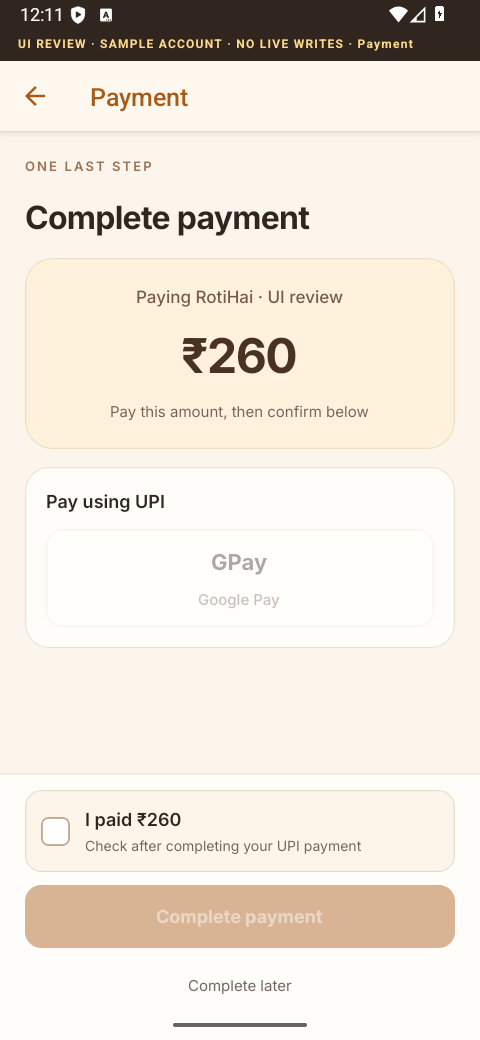 12:11
UI REVIEW · SAMPLE ACCOUNT · NO LIVE WRITES · Payment
Payment
ONE LAST STEP
Complete payment
Paying RotiHai · UI review
₹260
Pay this amount, then confirm below
Pay using UPI
GPay
Google Pay
I paid ₹260
Check after completing your UPI payment
Complete payment
Complete later